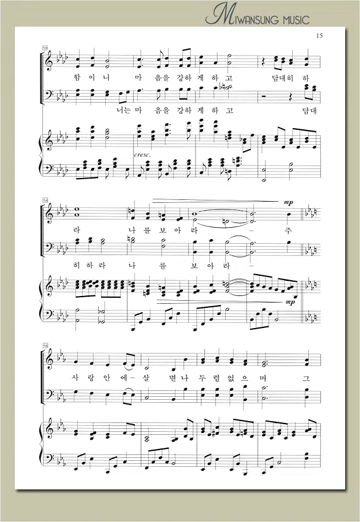 MIWANSUNG MUSIC
15
함 이 니 마 음을 강하 게 하 고 담대히 하
너는 마 음을 강하 게 하 고 담대
cresc.
mp
라 나 를 보아 라 - 주
히 하 라 나 를 보 아 라 -
mp
사 랑 안 에 - 살 면 나 두 렵 없 으 며 그